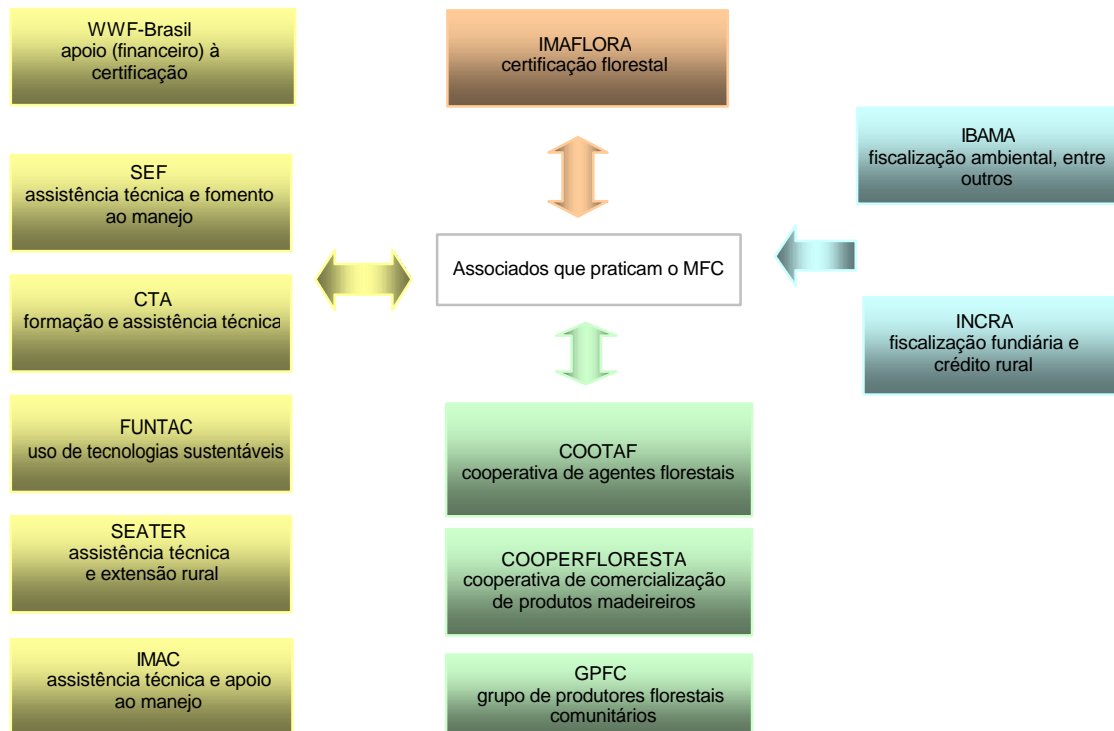 WWF-Brasil
apoio (financeiro) à
certificação
IMAFLORA
certificação florestal
IBAMA
fiscalização ambiental, entre
outros
SEF
assistência técnica e fomento
ao manejo
Associados que praticam o MFC
CTA
formação e assistência técnica
INCRA
fiscalização fundiária e
crédito rural
FUNTAC
uso de tecnologias sustentáveis
COOTAF
cooperativa de agentes florestais
SEATER
assistência técnica
e extensão rural
COOPERFLORESTA
cooperativa de comercialização
de produtos madeireiros
IMAC
assistência técnica e apoio
ao manejo
GPFC
grupo de produtores florestais
comunitários